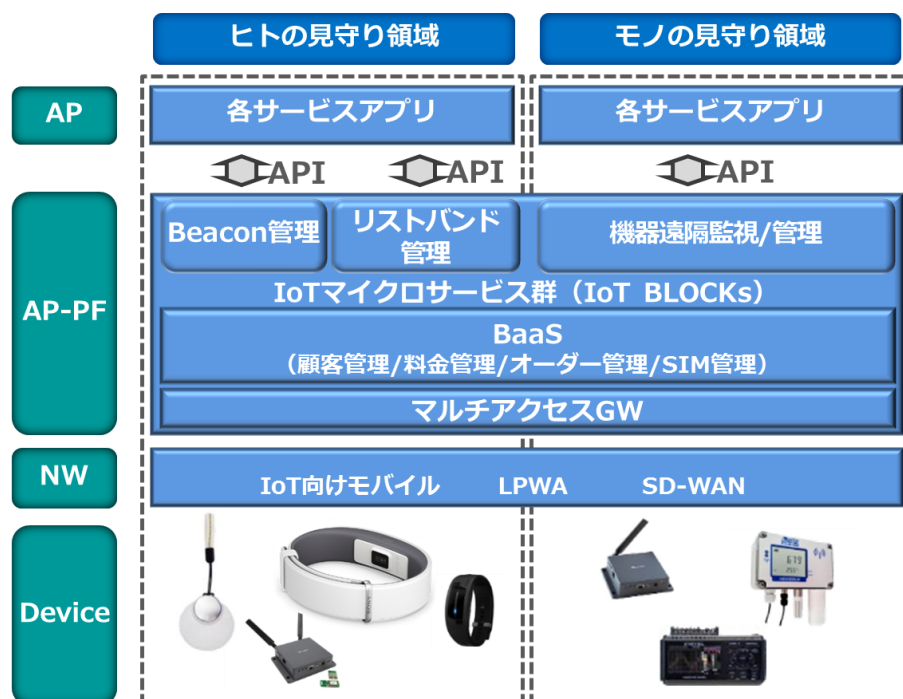 ヒトの見守り領域
モノの見守り領域
AP
各サービスアプリ
各サービスアプリ
API
API
API
AP-PF
Beacon管理
リストバンド
管理
機器遠隔監視/管理
IoTマイクロサービス群（IoT BLOCKs）
BaaS
（顧客管理/料金管理/オーダー管理/SIM管理）
マルチアクセスGW
NW
IoT向けモバイル LPWA SD-WAN
Device